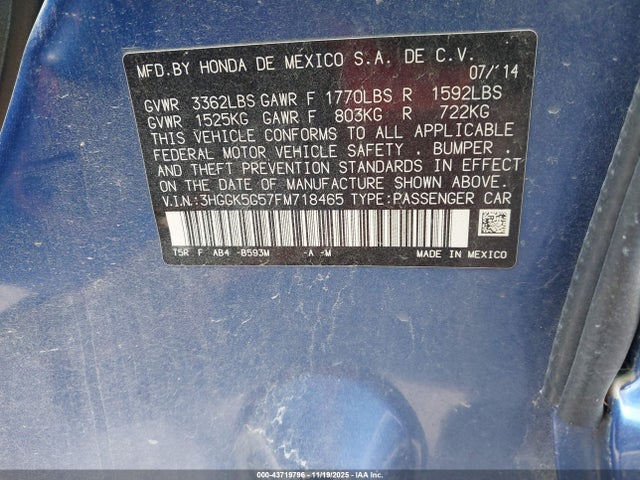 MFD.BY HONDA DE MEXICO S.A. DE C.V.
07/'14
GVWR 3362LBS GAWR F 1770LBS R 1592LBS
GVWR 1525KG GAWR F 803KG R 722KG
THIS VEHICLE CONFORMS TO ALL APPLICABLE
FEDERAL MOTOR VEHICLE SAFETY . BUMPER .
AND THEFT PREVENTION STANDARDS IN EFFECT
ON THE DATE OF MANUFACTURE SHOWN ABOVE.
V.I.N.:3HGGK5G57FM718465 TYPE:PASSENGER CAR
T5R F AB4 -B593M -A -M MADE IN MEXICO
000-43719796 - 11/19/2025 - IAAI.COM